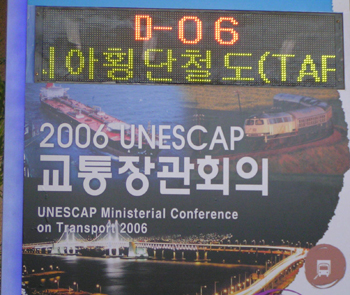 D-06
아횡단철도(TAR
2006 UNESCAP
교통장관회의
UNESCAP Ministerial Conference
on Transport 2006